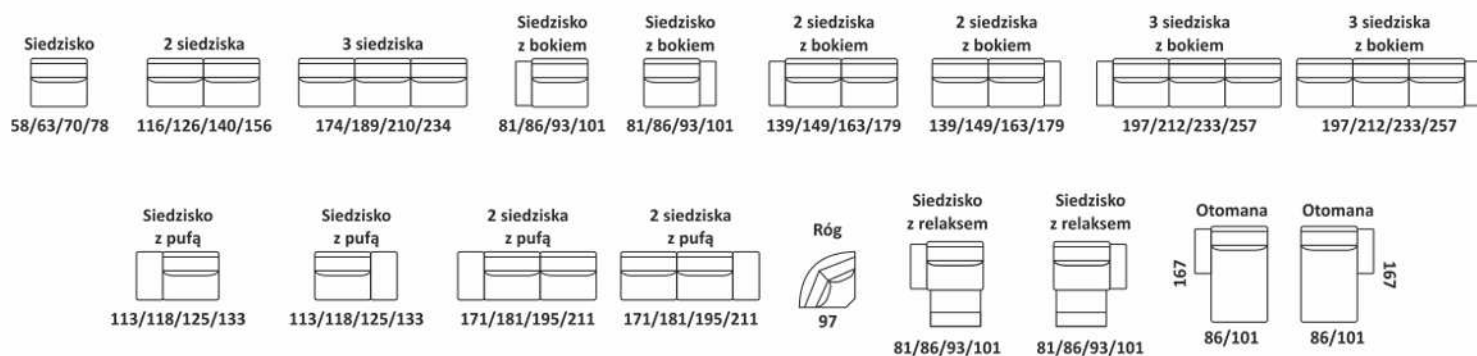 Siedzisko
58/63/70/78
2 siedziska
116/126/140/156
3 siedziska
174/189/210/234
Siedzisko
z bokiem
81/86/93/101
Siedzisko
z bokiem
81/86/93/101
2 siedziska
z bokiem
139/149/163/179
2 siedziska
z bokiem
139/149/163/179
3 siedziska
z bokiem
197/212/233/257
3 siedziska
z bokiem
197/212/233/257
Siedzisko
z pufą
113/118/125/133
Siedzisko
z pufą
113/118/125/133
2 siedziska
z pufą
171/181/195/211
2 siedziska
z pufą
171/181/195/211
Róg
97
Siedzisko
z relaksem
81/86/93/101
Siedzisko
z relaksem
81/86/93/101
Otomana
167
86/101
Otomana
167
86/101